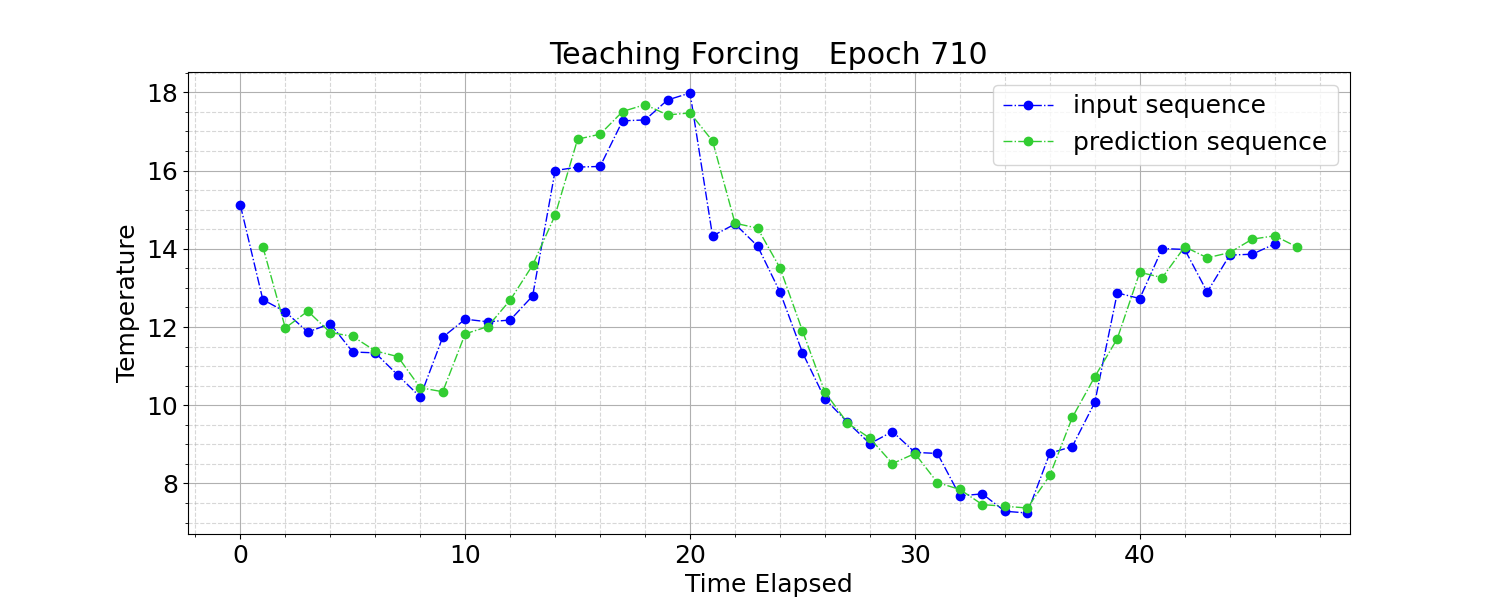 Teaching Forcing   Epoch 710
input sequence
prediction sequence
Temperature
18
16
14
12
10
8
0 10 20 30 40
Time Elapsed